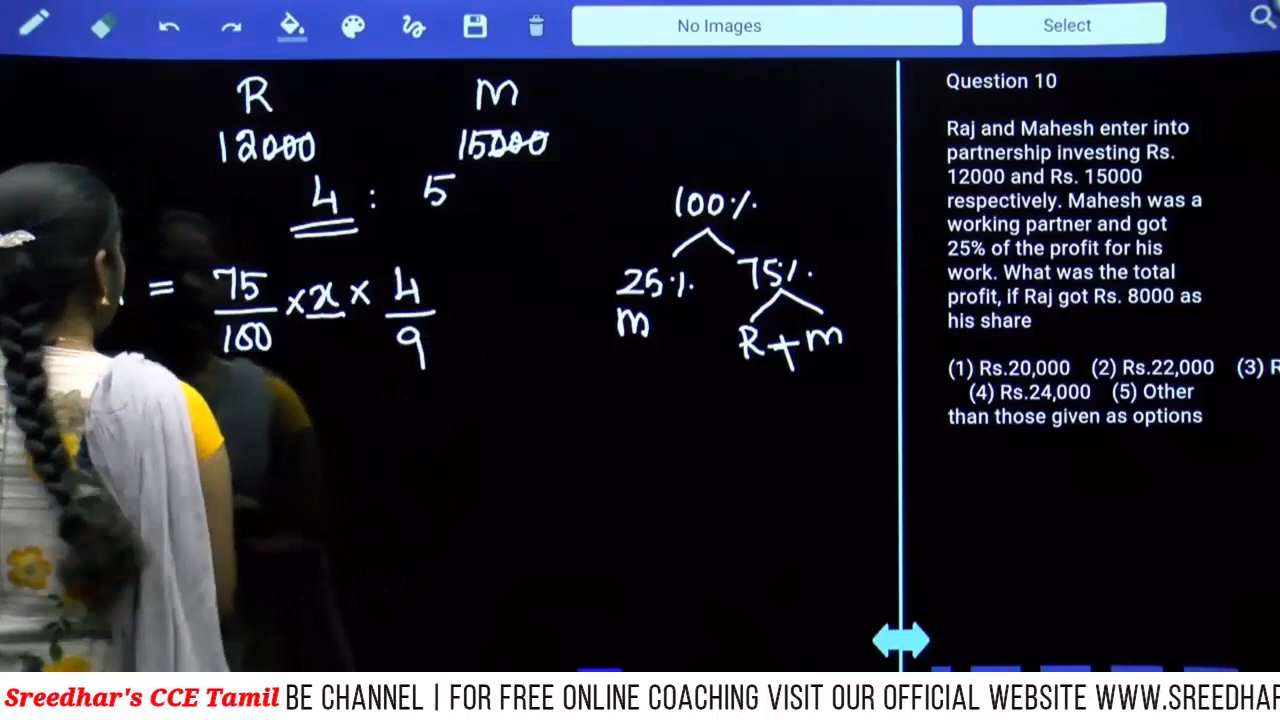 No Images
Select
R M
12000 15000
4 : 5
100%
25% 75%
M R + M
= 75/100 × x × 4/9
Question 10
Raj and Mahesh enter into
partnership investing Rs.
12000 and Rs. 15000
respectively. Mahesh was a
working partner and got
25% of the profit for his
work. What was the total
profit, if Raj got Rs. 8000 as
his share
(1) Rs.20,000 (2) Rs.22,000 (3) R
(4) Rs.24,000 (5) Other
than those given as options
Sreedhar's CCE Tamil BE CHANNEL | FOR FREE ONLINE COACHING VISIT OUR OFFICIAL WEBSITE WWW.SREEDHAR